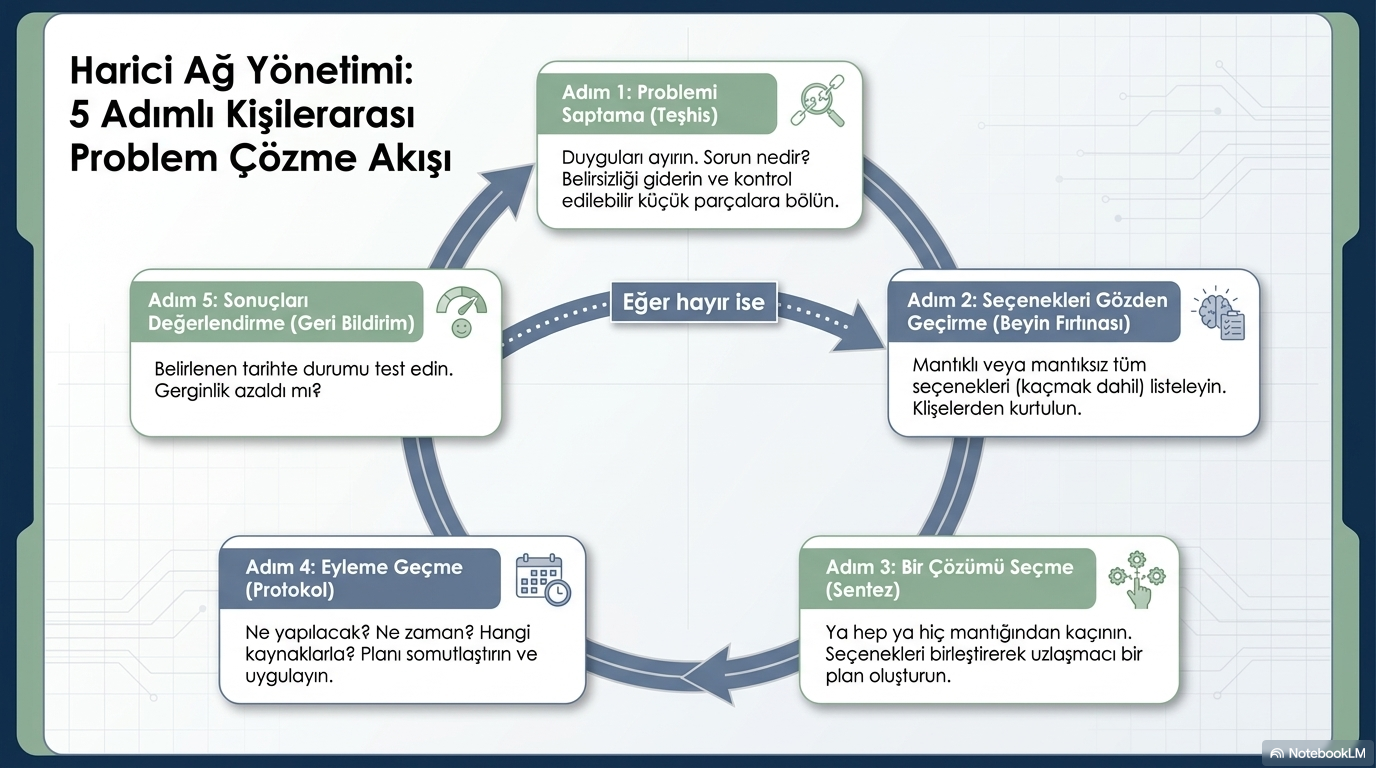 Harici Ağ Yönetimi:
5 Adımlı Kişilerarası
Problem Çözme Akışı
Adım 1: Problemi
Saptama (Teşhis)
Duyguları ayırın. Sorun nedir?
Belirsizliği giderin ve kontrol
edilebilir küçük parçalara bölün.
Eğer hayır ise
Adım 2: Seçenekleri Gözden
Geçirme (Beyin Fırtınası)
Mantıklı veya mantıksız tüm
seçenekleri (kaçmak dahil) listeleyin.
Klişelerden kurtulun.
Adım 3: Bir Çözümü Seçme
(Sentez)
Ya hep ya hiç mantığından kaçının.
Seçenekleri birleştirerek uzlaşmacı bir
plan oluşturun.
Adım 4: Eyleme Geçme
(Protokol)
Ne yapılacak? Ne zaman? Hangi
kaynaklarla? Planı somutlaştırın ve
uygulayın.
Adım 5: Sonuçları
Değerlendirme (Geri Bildirim)
Belirlenen tarihte durumu test edin.
Gerginlik azaldı mı?
NotebookLM